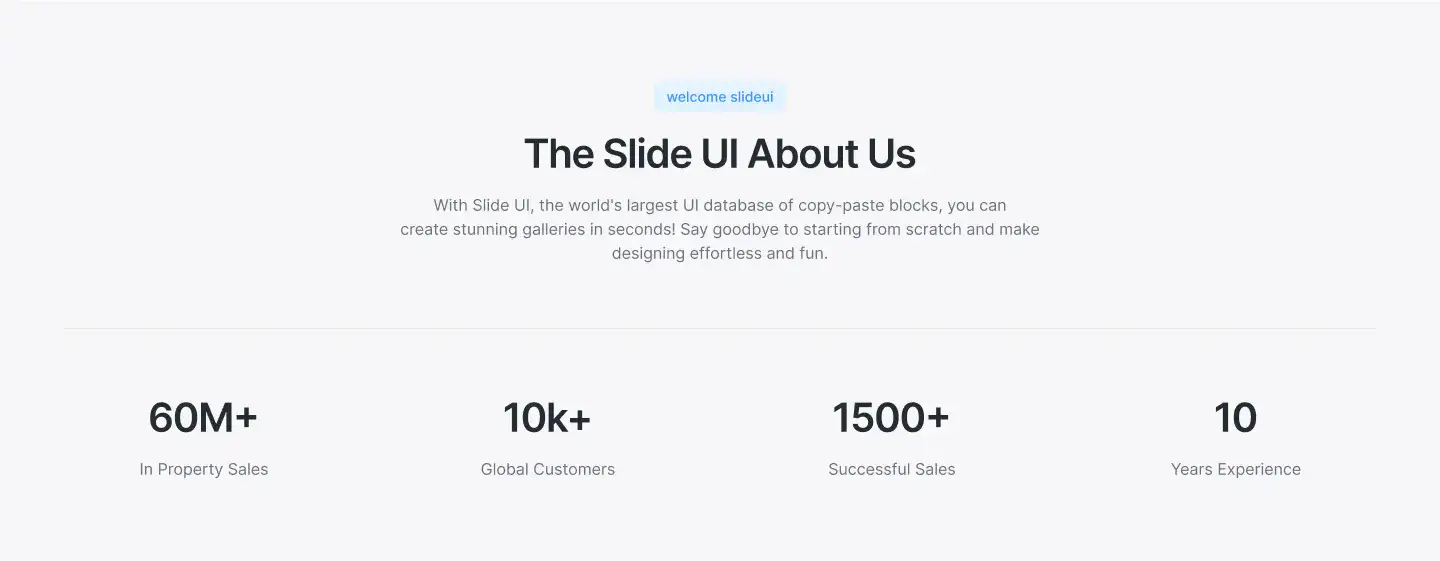 welcome slideui
The Slide UI About Us
With Slide UI, the world's largest UI database of copy-paste blocks, you can
create stunning galleries in seconds! Say goodbye to starting from scratch and make
designing effortless and fun.
60M+
In Property Sales
10k+
Global Customers
1500+
Successful Sales
10
Years Experience